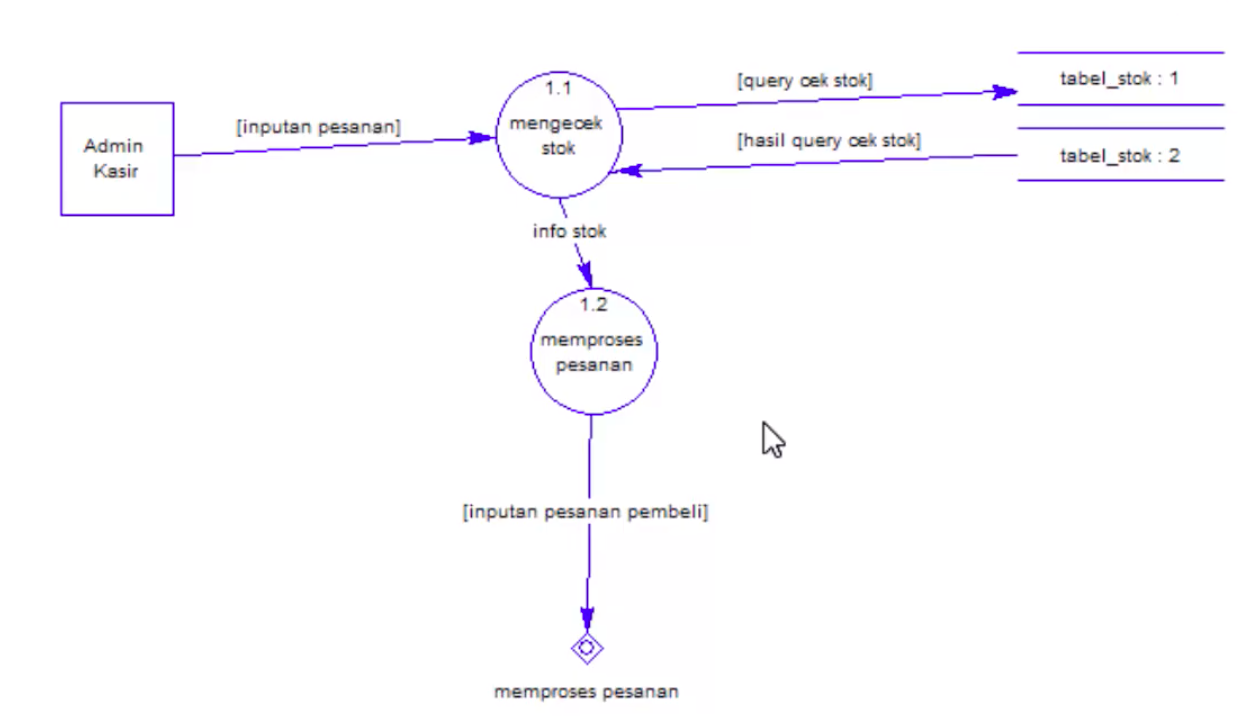 Admin
Kasir
[inputan pesanan]
1.1
mengecek
stok
[query cek stok]
tabel_stok : 1
[hasil query cek stok]
tabel_stok : 2
info stok
1.2
memproses
pesanan
[inputan pesanan pembeli]
memproses pesanan